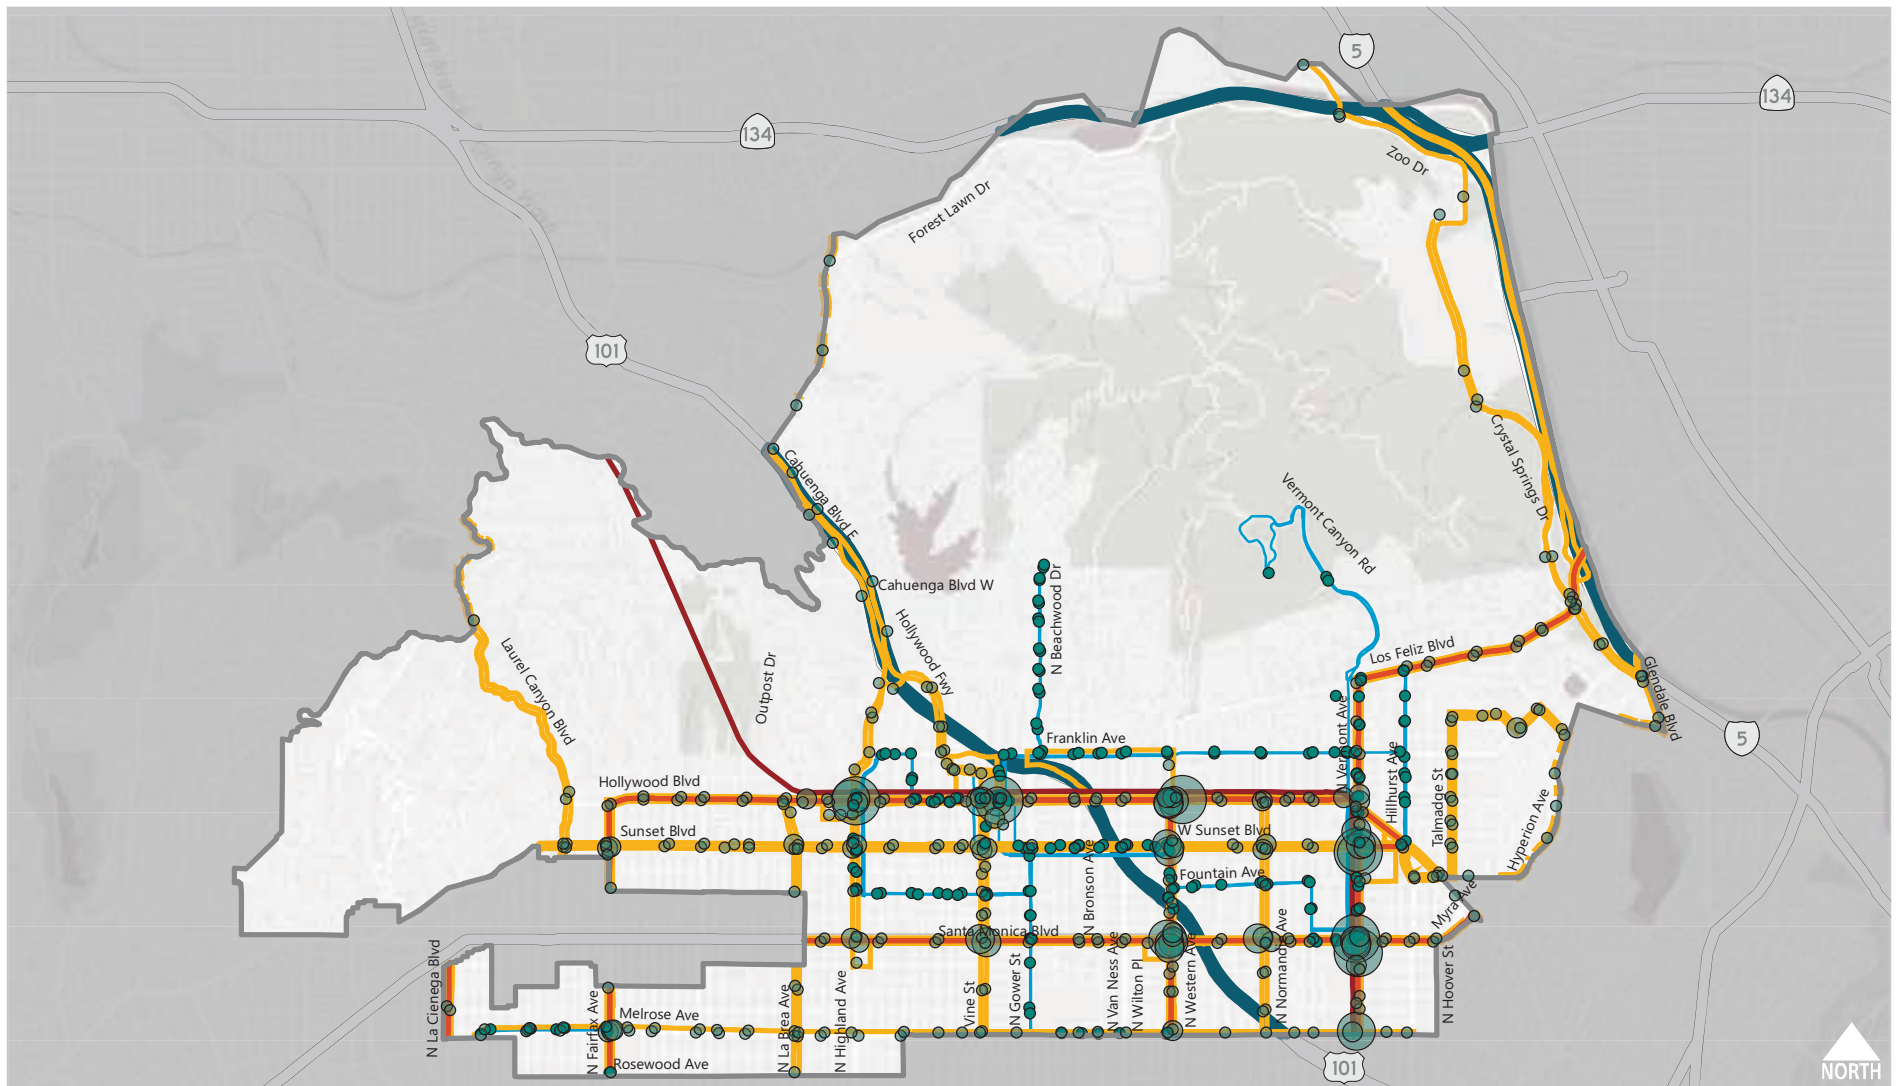 5
134
134
Zoo Dr
Forest Lawn Dr
101
Cahuenga Blvd E
Crystal Springs Dr
Vermont Canyon Rd
Cahuenga Blvd W
N Beachwood Dr
Hollywood Fwy
Laurel Canyon Blvd
Outpost Dr
Los Feliz Blvd
Glendale Blvd
N Vermont Ave
Franklin Ave
5
Hillhurst Ave
Talmadge St
Hyperion Ave
Hollywood Blvd
Sunset Blvd
W Sunset Blvd
N Bronson Ave
Fountain Ave
Myra Ave
Santa Monica Blvd
N La Cienega Blvd
N Fairfax Ave
Melrose Ave
N La Brea Ave
N Highland Ave
Vine St
N Gower St
N Van Ness Ave
N Wilton Pl
N Western Ave
N Normandie Ave
N Hoover St
Rosewood Ave
101
NORTH